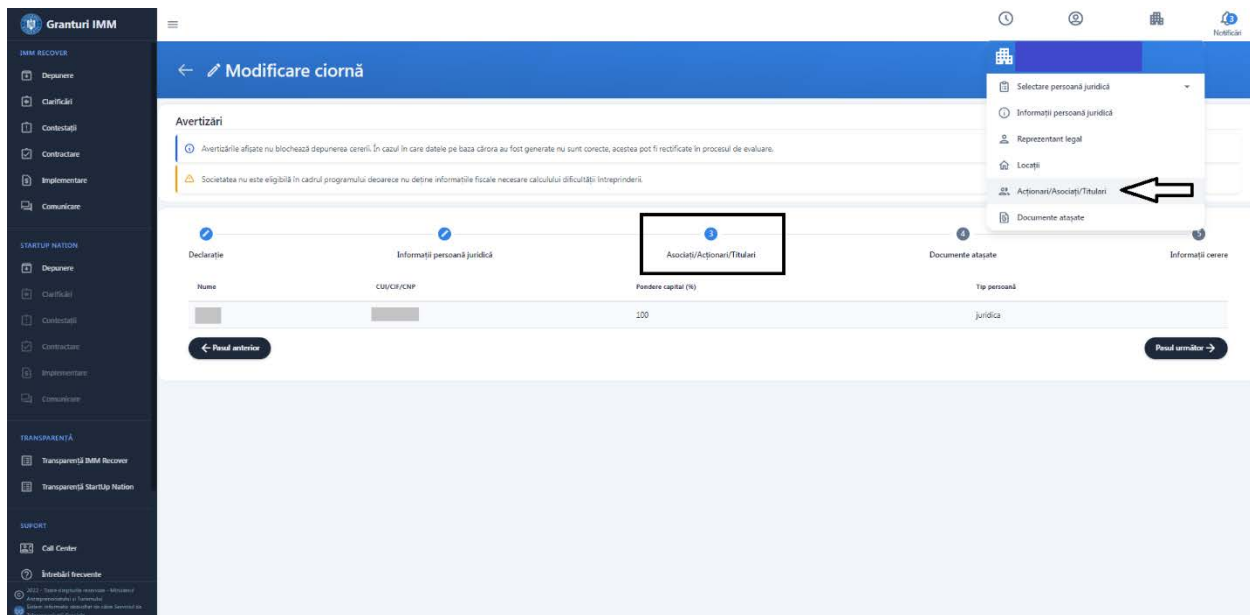 Granturi IMM
3
Notificări
IMM RECOVER
Depunere
Clarificări
Contestații
Contractare
Implementare
Comunicare
STARTUP NATION
Depunere
Clarificări
Contestații
Contractare
Implementare
Comunicare
TRANSPARENȚĂ
Transparență IMM Recover
Transparență StartUp Nation
SUPORT
Call Center
Întrebări frecvente
Modificare ciornă
Selectare persoană juridică
Informații persoană juridică
Reprezentant legal
Locații
Acționari/Asociați/Titulari
Documente atașate
Avertizări
Avertizările afișate nu blochează depunerea cererii. În cazul în care datele pe baza cărora au fost generate nu sunt corecte, acestea pot fi rectificate în procesul de evaluare.
Societatea nu este eligibilă în cadrul programului deoarece nu deține informațiile fiscale necesare calculului dificultății întreprinderii.
3
4
5
Declarație
Informații persoană juridică
Asociați/Acționari/Titulari
Documente atașate
Informații cerere
Nume
CUI/CIF/CNP
Pondere capital (%)
Tip persoană
100
juridica
Pasul anterior
Pasul următor